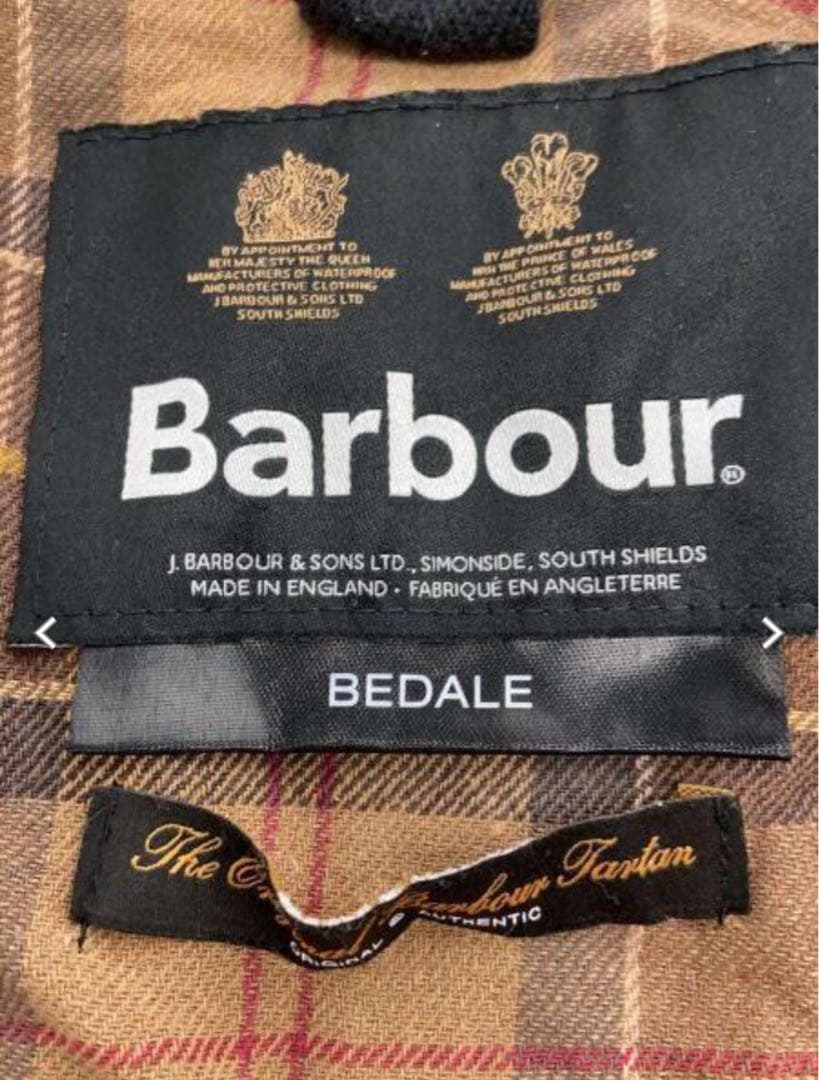 BY APPOINTMENT TO
HER MAJESTY THE QUEEN
MANUFACTURERS OF WATERPROOF
AND PROTECTIVE CLOTHING
J BARBOUR & SONS LTD
SOUTH SHIELDS
BY APPOINTMENT TO
HRH THE PRINCE OF WALES
MANUFACTURERS OF WATERPROOF
AND PROTECTIVE CLOTHING
J BARBOUR & SONS LTD
SOUTH SHIELDS
Barbour®
J. BARBOUR & SONS LTD., SIMONSIDE, SOUTH SHIELDS
MADE IN ENGLAND · FABRIQUÉ EN ANGLETERRE
BEDALE
The Original Barbour Tartan
ORIGINAL & AUTHENTIC